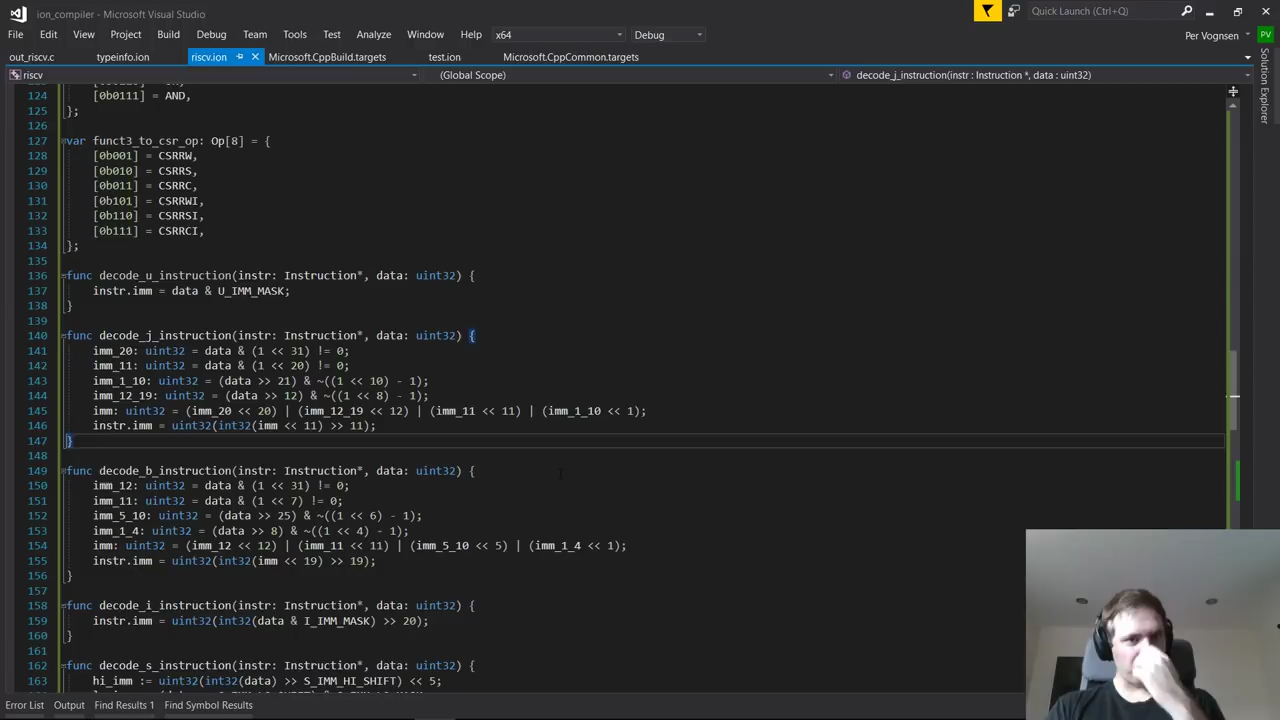 ion_compiler - Microsoft Visual Studio
Quick Launch (Ctrl+Q)
File Edit View Project Build Debug Team Tools Test Analyze Window Help x64 Debug
Per Vognsen PV
out_riscv.c typeinfo.ion riscv.ion Microsoft.CppBuild.targets test.ion Microsoft.CppCommon.targets
Solution Explorer
riscv (Global Scope) decode_j_instruction(instr : Instruction *, data : uint32)
124 [0b0111] = AND,
125 };
126
127 var funct3_to_csr_op: Op[8] = {
128 [0b001] = CSRRW,
129 [0b010] = CSRRS,
130 [0b011] = CSRRC,
131 [0b101] = CSRRWI,
132 [0b110] = CSRRSI,
133 [0b111] = CSRRCI,
134 };
135
136 func decode_u_instruction(instr: Instruction*, data: uint32) {
137 instr.imm = data & U_IMM_MASK;
138 }
139
140 func decode_j_instruction(instr: Instruction*, data: uint32) {
141 imm_20: uint32 = data & (1 << 31) != 0;
142 imm_11: uint32 = data & (1 << 20) != 0;
143 imm_1_10: uint32 = (data >> 21) & ~((1 << 10) - 1);
144 imm_12_19: uint32 = (data >> 12) & ~((1 << 8) - 1);
145 imm: uint32 = (imm_20 << 20) | (imm_12_19 << 12) | (imm_11 << 11) | (imm_1_10 << 1);
146 instr.imm = uint32(int32(imm << 11) >> 11);
147 }
148
149 func decode_b_instruction(instr: Instruction*, data: uint32) {
150 imm_12: uint32 = data & (1 << 31) != 0;
151 imm_11: uint32 = data & (1 << 7) != 0;
152 imm_5_10: uint32 = (data >> 25) & ~((1 << 6) - 1);
153 imm_1_4: uint32 = (data >> 8) & ~((1 << 4) - 1);
154 imm: uint32 = (imm_12 << 12) | (imm_11 << 11) | (imm_5_10 << 5) | (imm_1_4 << 1);
155 instr.imm = uint32(int32(imm << 19) >> 19);
156 }
157
158 func decode_i_instruction(instr: Instruction*, data: uint32) {
159 instr.imm = uint32(int32(data & I_IMM_MASK) >> 20);
160 }
161
162 func decode_s_instruction(instr: Instruction*, data: uint32) {
163 hi_imm := uint32(int32(data) >> S_IMM_HI_SHIFT) << 5;
Error List Output Find Results 1 Find Symbol Results